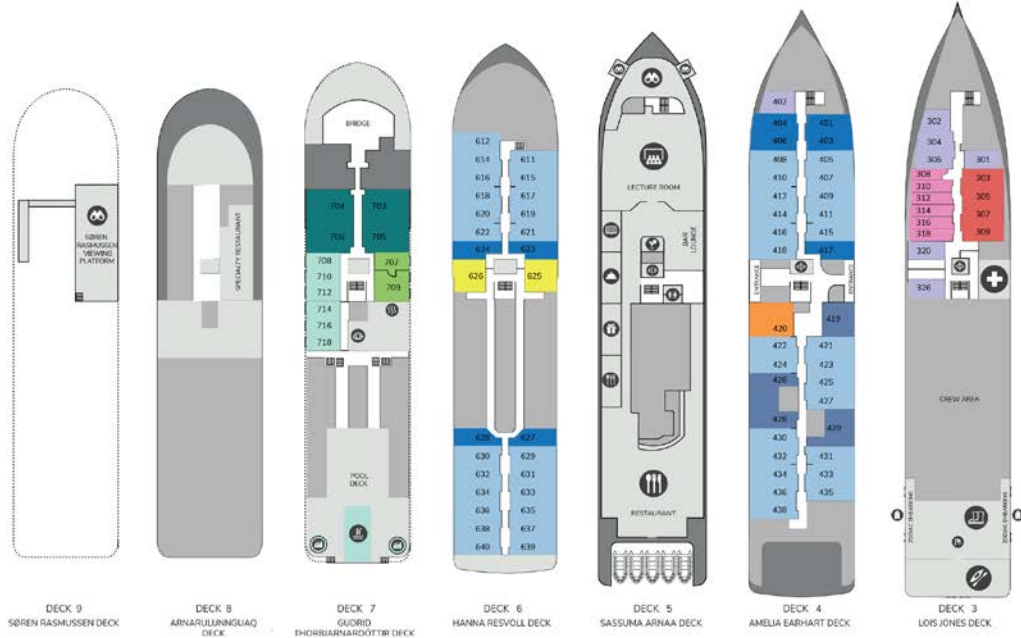 SØREN
RASMUSSEN
VIEWING
PLATFORM
DECK 9
SØREN RASMUSSEN DECK
SPECIALTY RESTAURANT
DECK 8
ARNARULUNNGUAQ
DECK
BRIDGE
704 703
706 705
708 707
710
712 709
714
716
718
POOL
DECK
DECK 7
GUDRID
THORBJARNARDÓTTIR DECK
612
614 611
616 615
618 617
620 619
622 621
624 623
626 625
628 627
630 629
632 631
634 633
636 635
638 637
640 639
DECK 6
HANNA RESVOLL DECK
LECTURE ROOM
BAR
LOUNGE
RESTAURANT
DECK 5
SASSUMA ARNAA DECK
402
404 401
406 403
408 405
410 407
412 409
414 411
416 415
418 417
ENTRANCE ENTRANCE
420 419
422 421
424 423
426 425
427
428 429
430
432 431
434 433
436 435
438
DECK 4
AMELIA EARHART DECK
302
304
306 301
308 303
310
312 305
314
316 307
318 309
320
326
CREW AREA
ZODIAC EMBARKING ZODIAC EMBARKING
DECK 3
LOIS JONES DECK